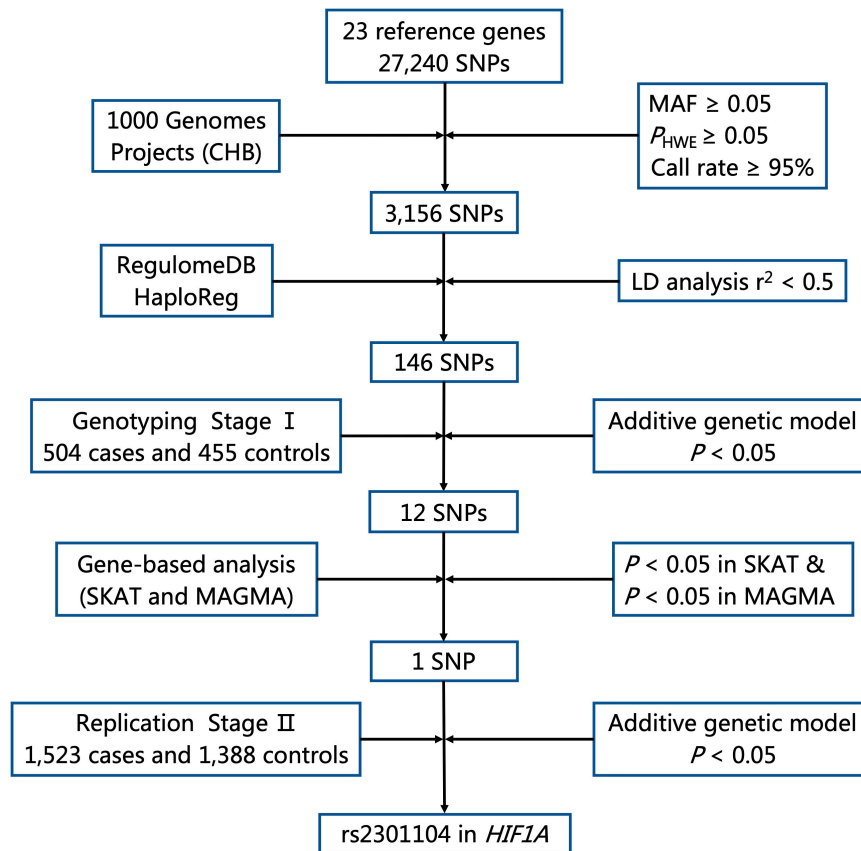 23 reference genes
27,240 SNPs
1000 Genomes
Projects (CHB)
MAF ≥ 0.05
P_HWE ≥ 0.05
Call rate ≥ 95%
3,156 SNPs
RegulomeDB
HaploReg
LD analysis r² < 0.5
146 SNPs
Genotyping Stage Ⅰ
504 cases and 455 controls
Additive genetic model
P < 0.05
12 SNPs
Gene-based analysis
(SKAT and MAGMA)
P < 0.05 in SKAT &
P < 0.05 in MAGMA
1 SNP
Replication Stage Ⅱ
1,523 cases and 1,388 controls
Additive genetic model
P < 0.05
rs2301104 in HIF1A